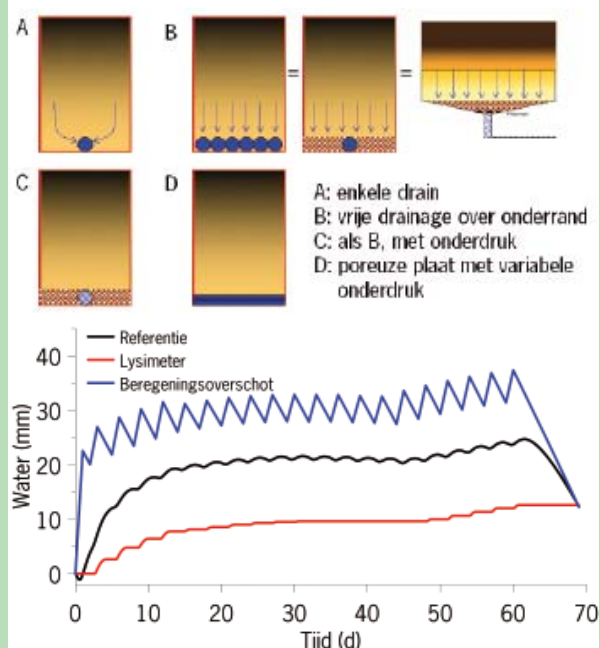 A
B
=
=
C
D
A: enkele drain
B: vrije drainage over onderrand
C: als B, met onderdruk
D: poreuze plaat met variabele
onderdruk
Referentie
Lysimeter
Beregeningsoverschot
Water (mm)
40
30
20
10
0
0 10 20 30 40 50 60 70
Tijd (d)